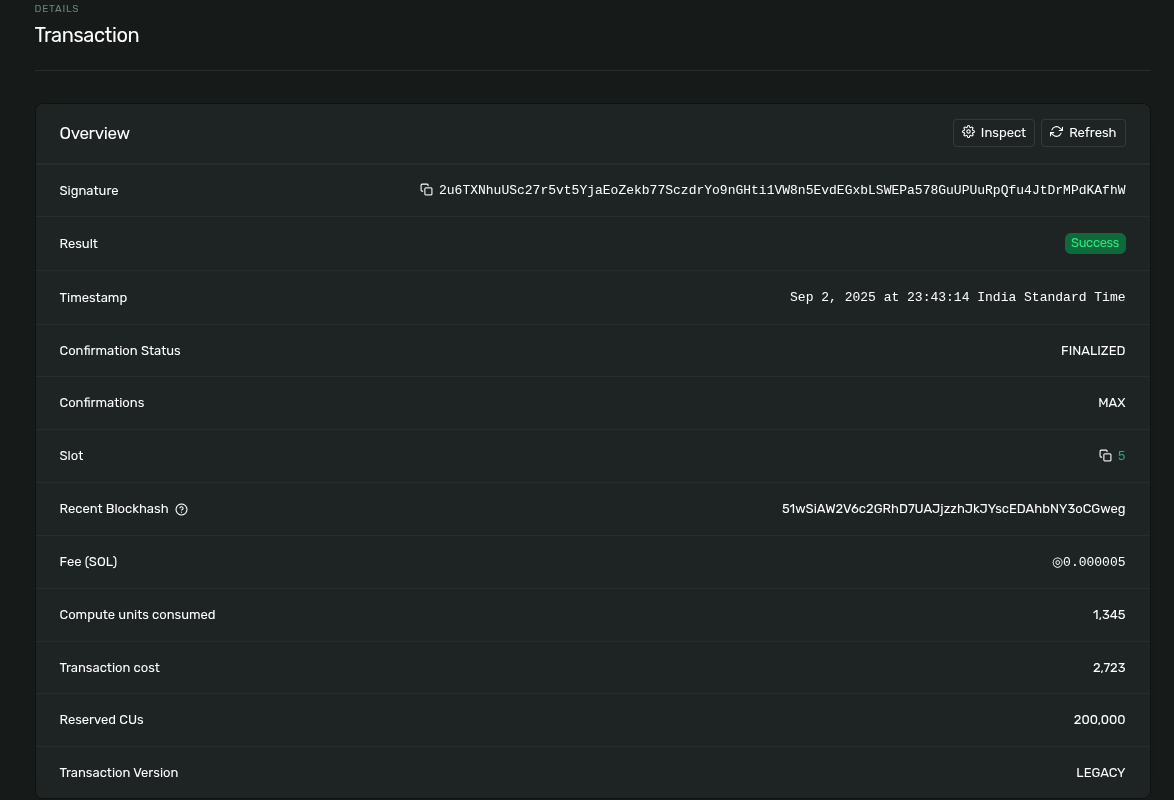 DETAILS
Transaction
Overview
Inspect
Refresh
Signature
2u6TXNhuUSc27r5vt5YjaEoZekb77SczdrYo9nGHti1VW8n5EvdEGxbLSWEPa578GuUPUuRpQfu4JtDrMPdKAfhW
Result
Success
Timestamp
Sep 2, 2025 at 23:43:14 India Standard Time
Confirmation Status
FINALIZED
Confirmations
MAX
Slot
5
Recent Blockhash
51wSiAW2V6c2GRhD7UAJjzzhJkJYscEDAhbNY3oCGweg
Fee (SOL)
◎0.000005
Compute units consumed
1,345
Transaction cost
2,723
Reserved CUs
200,000
Transaction Version
LEGACY